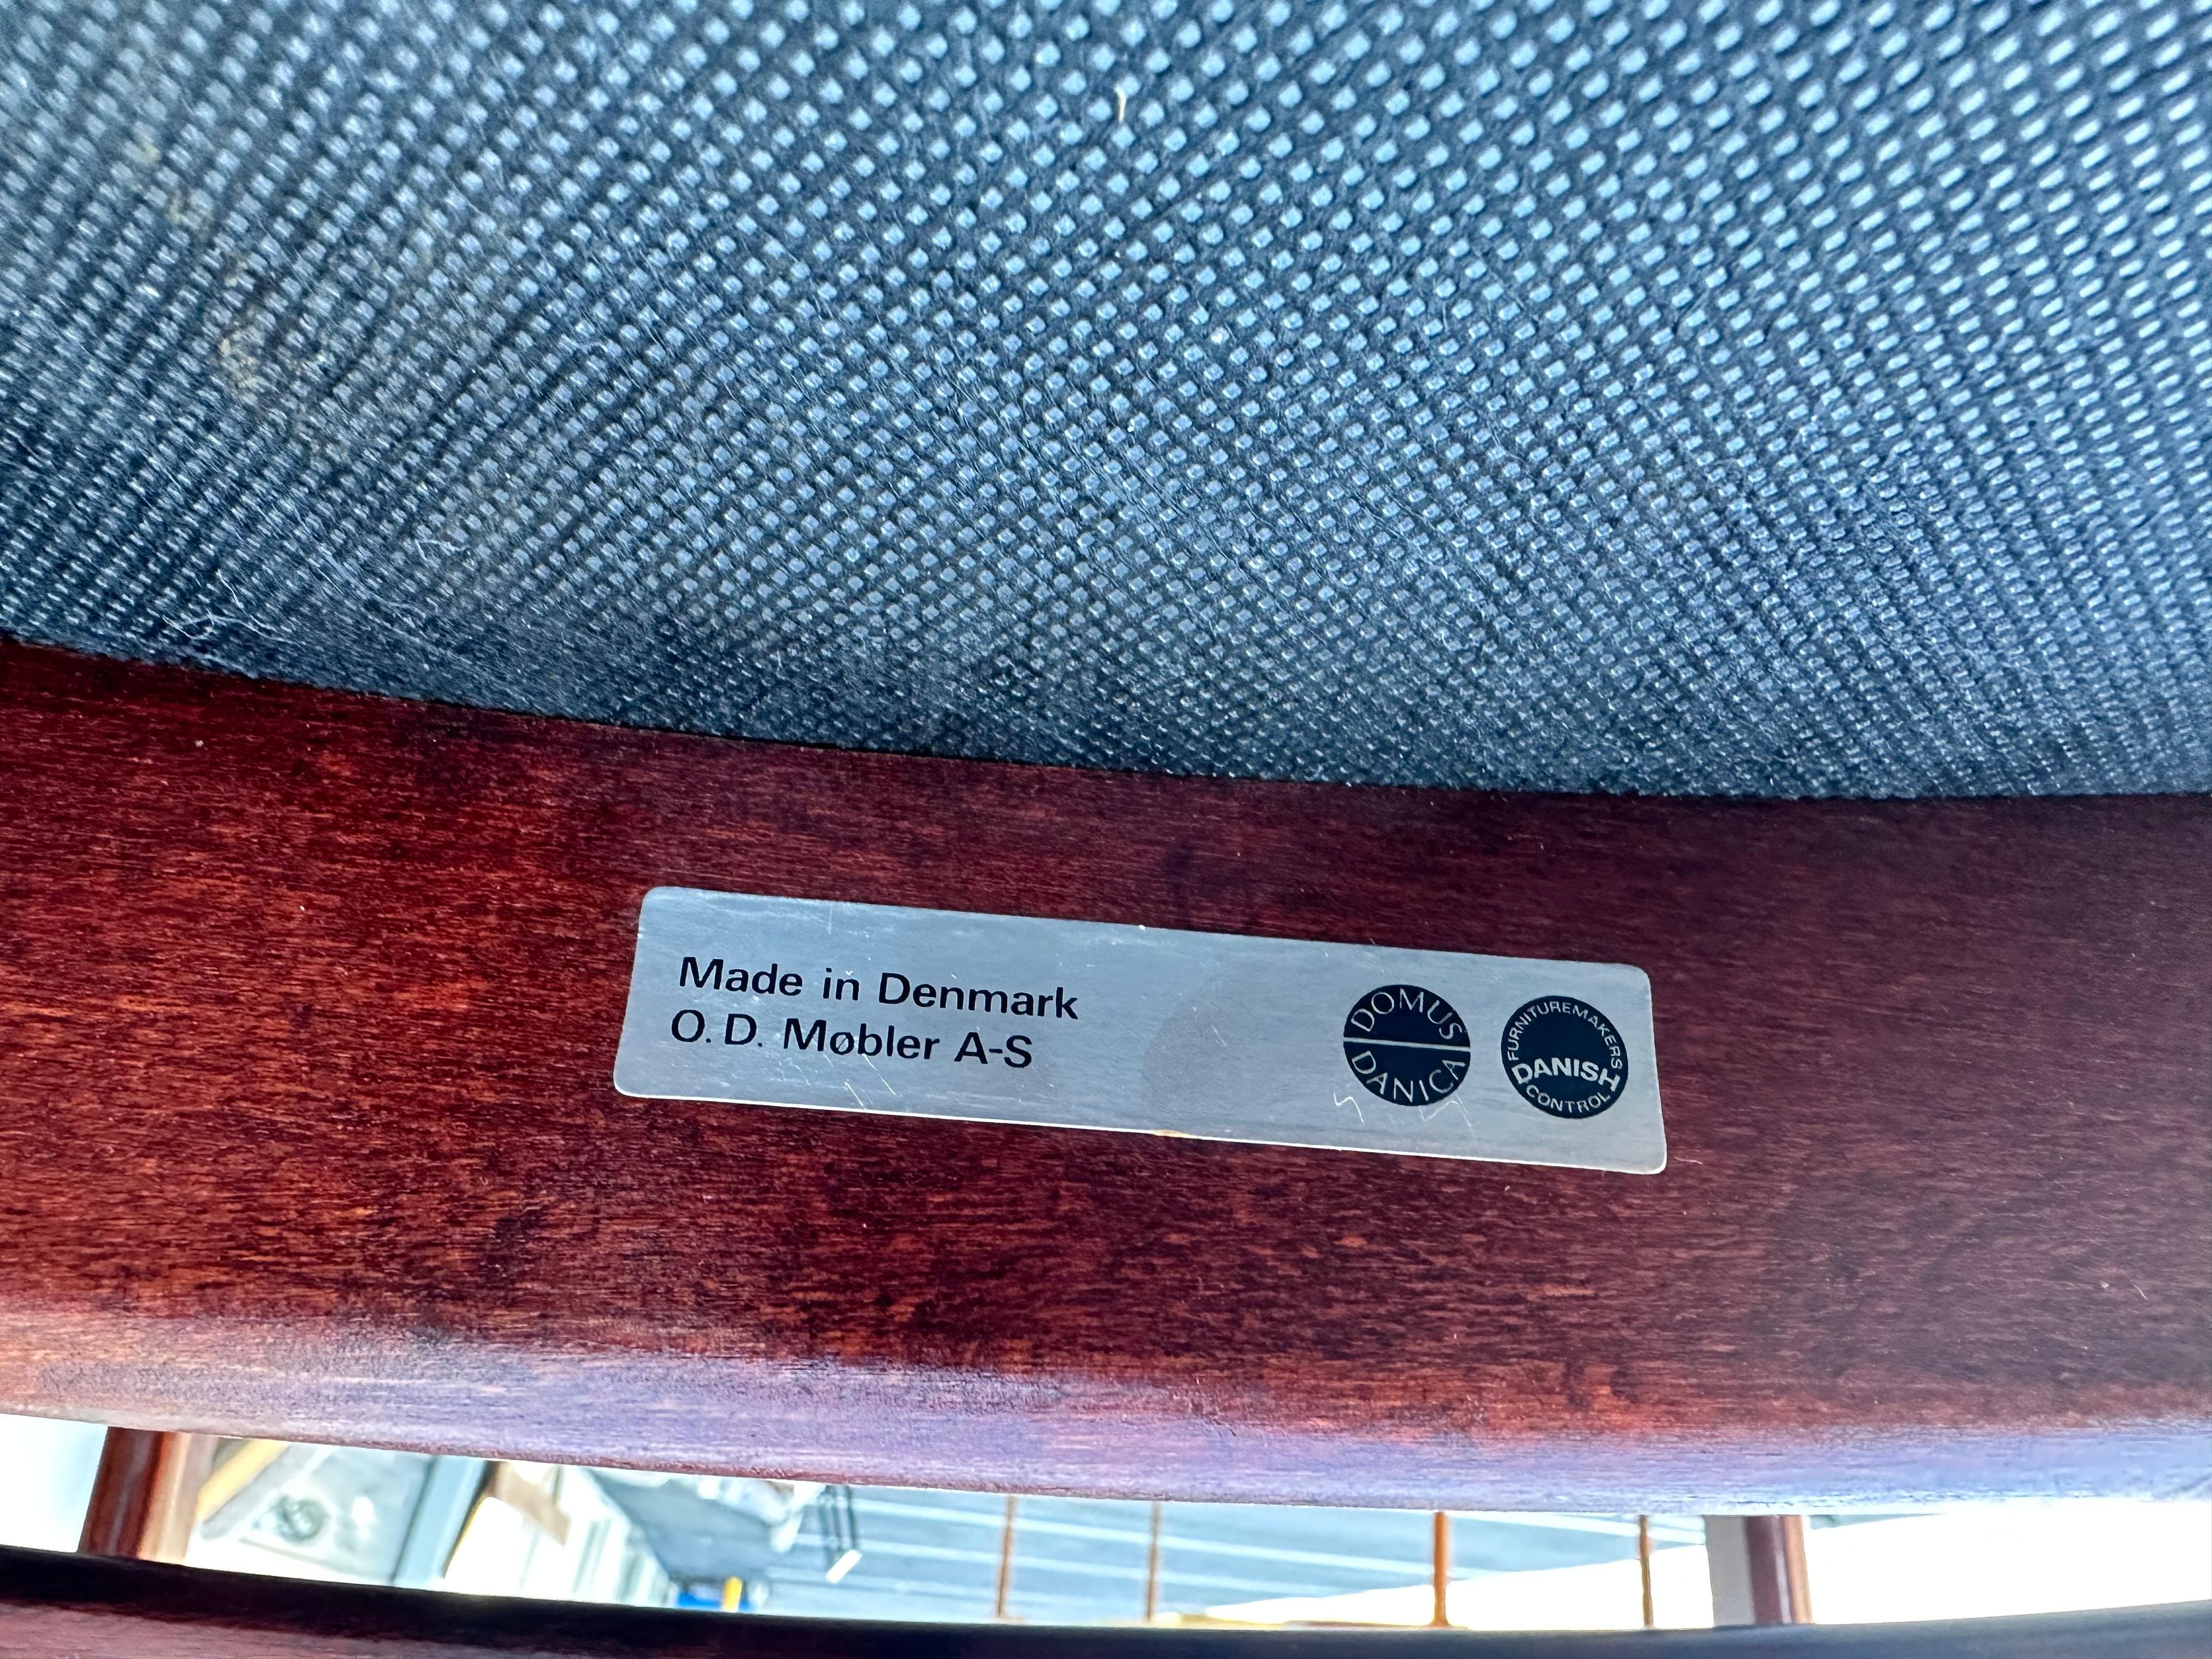 Made in Denmark
O.D. Møbler A-S
DOMUS
DANICA
FURNITUREMAKERS
DANISH
CONTROL